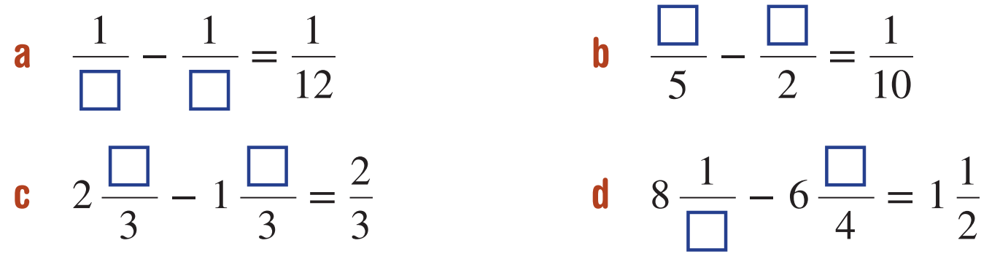 a 1/□ − 1/□ = 1/12
b □/5 − □/2 = 1/10
c 2 □/3 − 1 □/3 = 2/3
d 8 1/□ − 6 □/4 = 1 1/2